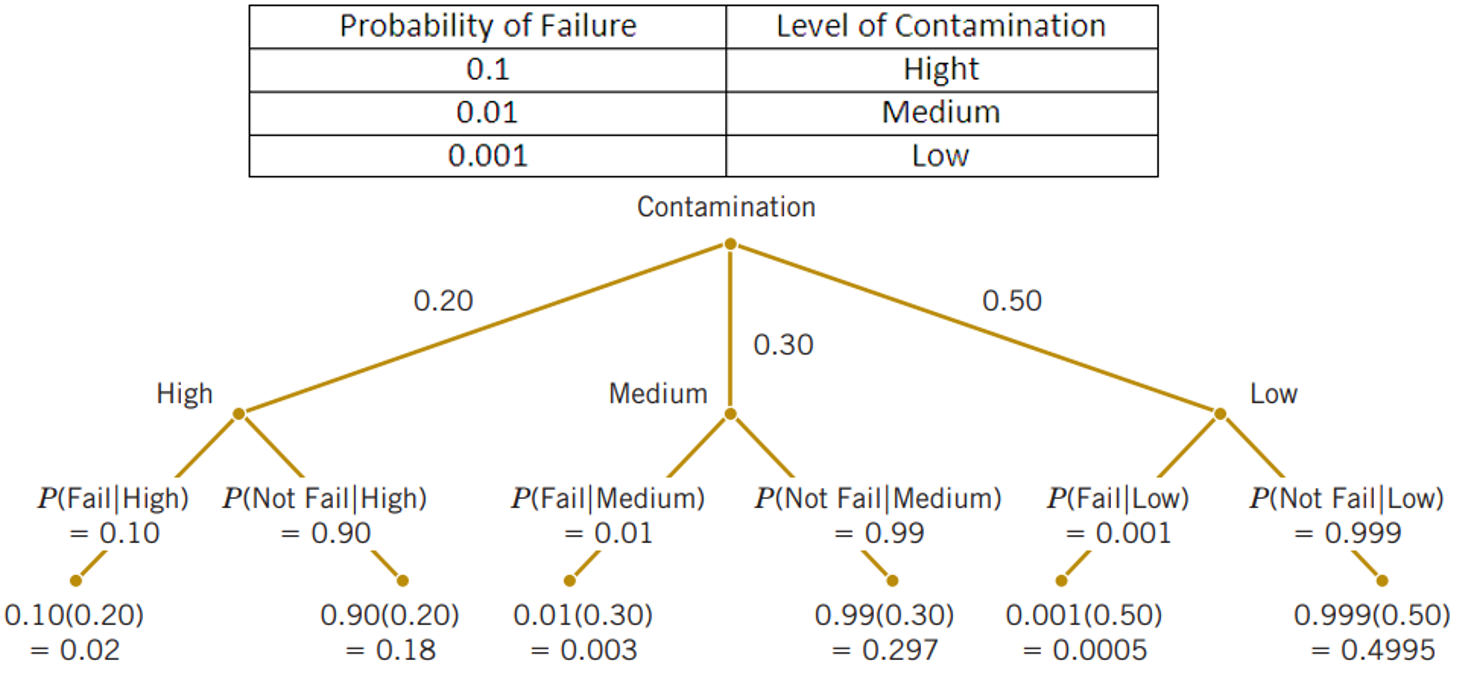 Probability of Failure Level of Contamination
0.1 Hight
0.01 Medium
0.001 Low
Contamination
0.20 0.50
0.30
High Medium Low
P(Fail|High) P(Not Fail|High) P(Fail|Medium) P(Not Fail|Medium) P(Fail|Low) P(Not Fail|Low)
= 0.10 = 0.90 = 0.01 = 0.99 = 0.001 = 0.999
0.10(0.20) 0.90(0.20) 0.01(0.30) 0.99(0.30) 0.001(0.50) 0.999(0.50)
= 0.02 = 0.18 = 0.003 = 0.297 = 0.0005 = 0.4995